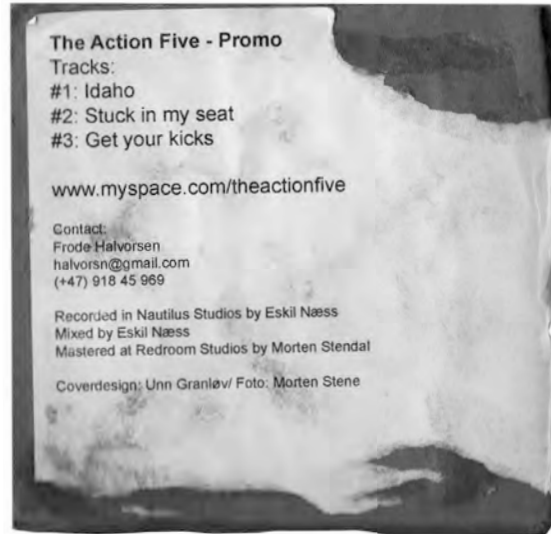 The Action Five - Promo
Tracks:
#1: Idaho
#2: Stuck in my seat
#3: Get your kicks
www.myspace.com/theactionfive
Contact:
Frode Halvorsen
halvorsn@gmail.com
(+47) 918 45 969
Recorded in Nautilus Studios by Eskil Næss
Mixed by Eskil Næss
Mastered at Redroom Studios by Morten Stendal
Coverdesign: Unn Granløv/ Foto: Morten Stene